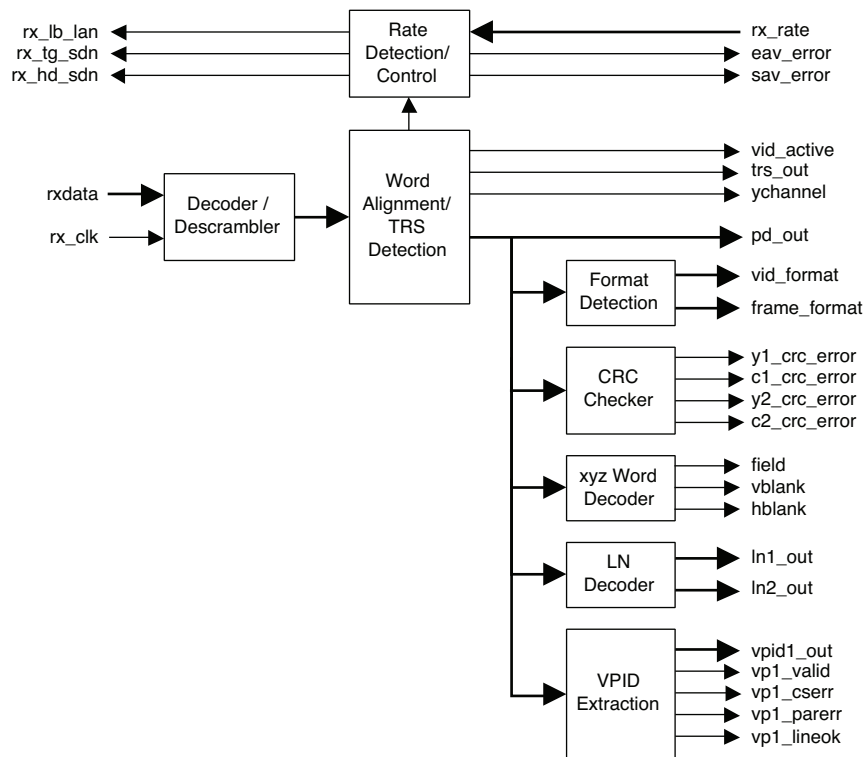 rx_lb_lan
rx_tg_sdn
rx_hd_sdn
Rate
Detection/
Control
rx_rate
eav_error
sav_error
rxdata
rx_clk
Decoder /
Descrambler
Word
Alignment/
TRS
Detection
vid_active
trs_out
ychannel
pd_out
Format
Detection
vid_format
frame_format
CRC
Checker
y1_crc_error
c1_crc_error
y2_crc_error
c2_crc_error
xyz Word
Decoder
field
vblank
hblank
LN
Decoder
ln1_out
ln2_out
VPID
Extraction
vpid1_out
vp1_valid
vp1_cserr
vp1_parerr
vp1_lineok